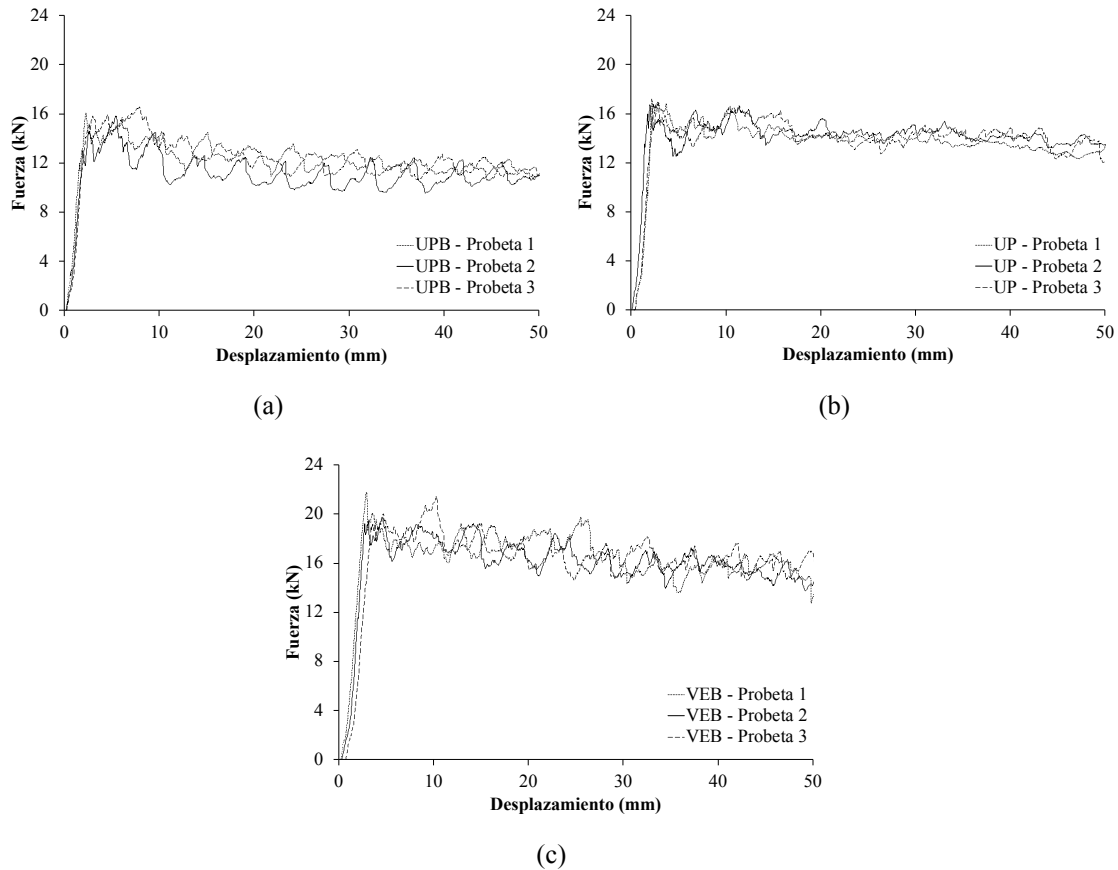 24
20
16
12
8
4
0
Fuerza (kN)
UPB - Probeta 1
UPB - Probeta 2
UPB - Probeta 3
0 10 20 30 40 50
Desplazamiento (mm)
(a)
24
20
16
12
8
4
0
Fuerza (kN)
UP - Probeta 1
UP - Probeta 2
UP - Probeta 3
0 10 20 30 40 50
Desplazamiento (mm)
(b)
24
20
16
12
8
4
0
Fuerza (kN)
VEB - Probeta 1
VEB - Probeta 2
VEB - Probeta 3
0 10 20 30 40 50
Desplazamiento (mm)
(c)